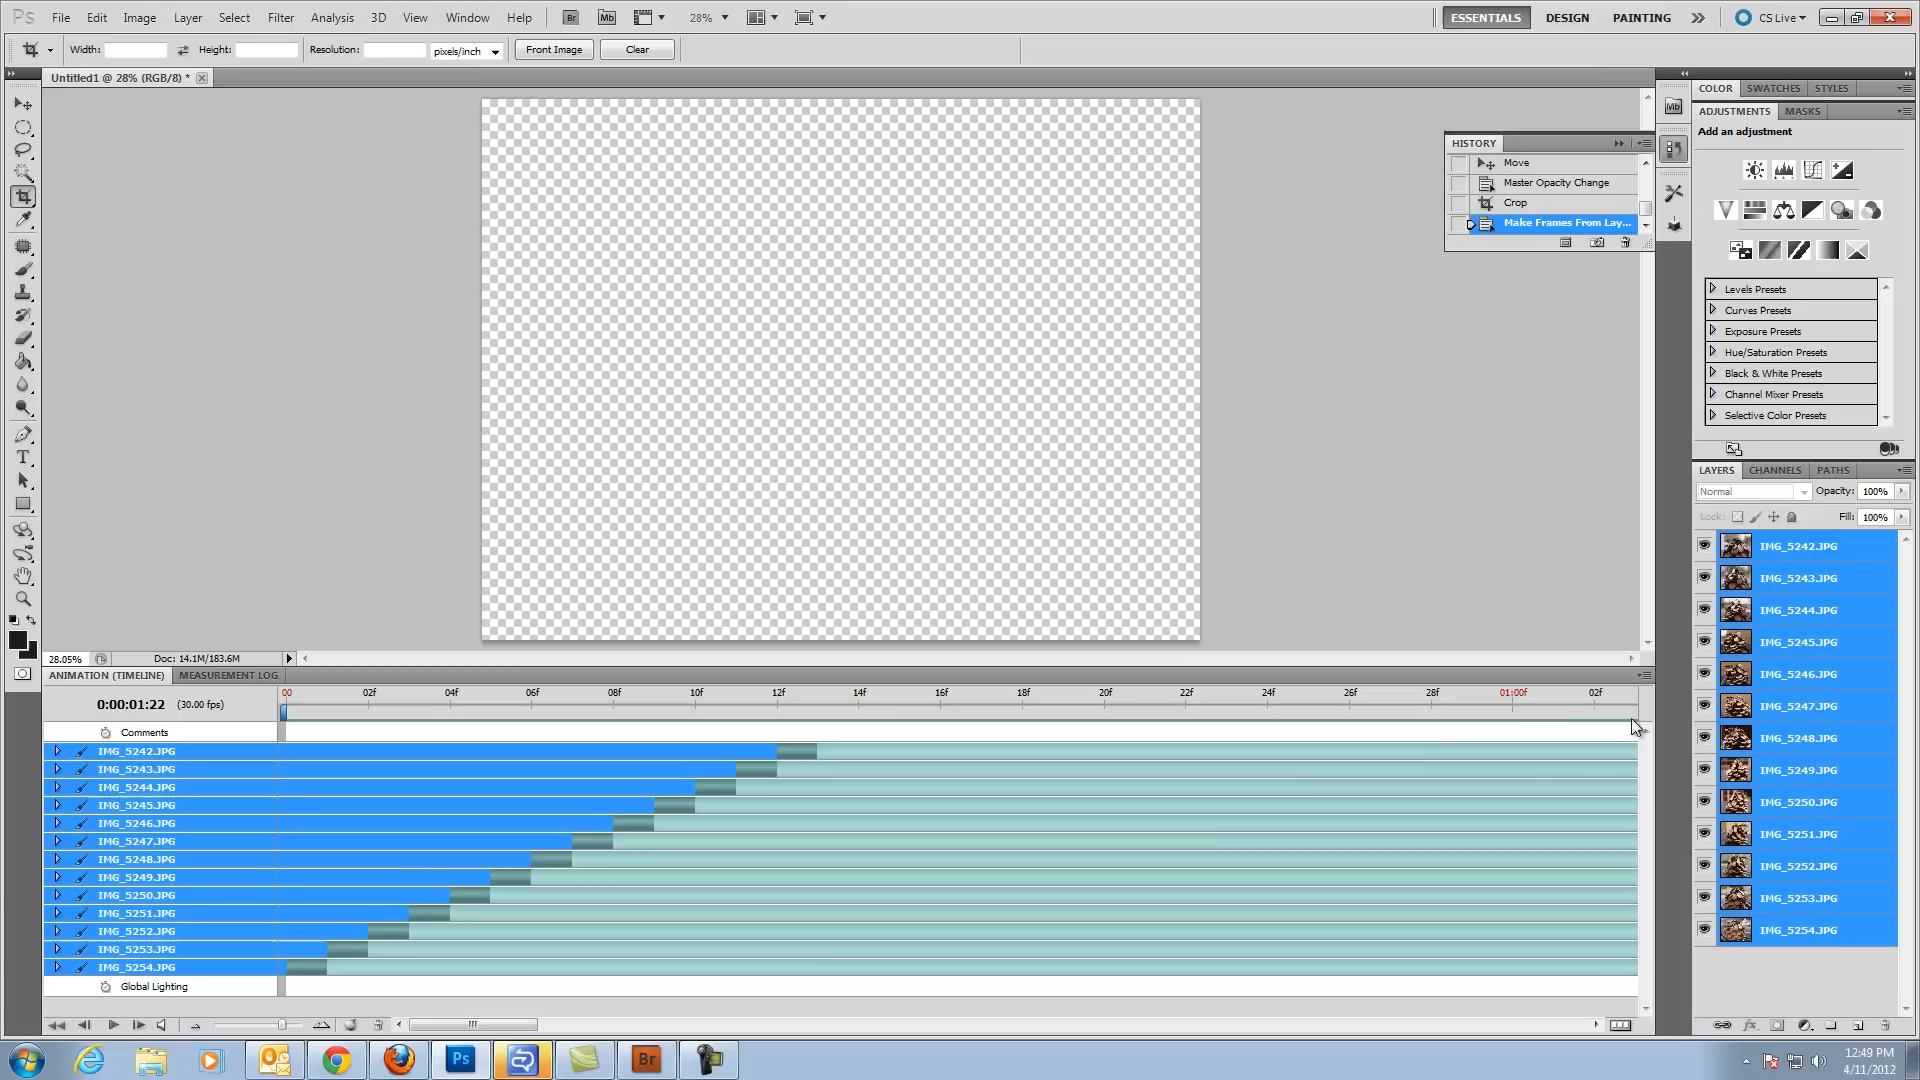 Ps File Edit Image Layer Select Filter Analysis 3D View Window Help Br Mb 28% ESSENTIALS DESIGN PAINTING CS Live
Width: Height: Resolution: pixels/inch Front Image Clear
Untitled1 @ 28% (RGB/8) *
COLOR SWATCHES STYLES
Mb
ADJUSTMENTS MASKS
Add an adjustment
HISTORY
Move
Master Opacity Change
Crop
Make Frames From Lay...
Levels Presets
Curves Presets
Exposure Presets
Hue/Saturation Presets
Black & White Presets
Channel Mixer Presets
Selective Color Presets
LAYERS CHANNELS PATHS
Normal Opacity: 100%
Lock: Fill: 100%
IMG_5242.JPG
IMG_5243.JPG
IMG_5244.JPG
IMG_5245.JPG
IMG_5246.JPG
IMG_5247.JPG
IMG_5248.JPG
IMG_5249.JPG
IMG_5250.JPG
IMG_5251.JPG
IMG_5252.JPG
IMG_5253.JPG
IMG_5254.JPG
28.05% Doc: 14.1M/183.6M
ANIMATION (TIMELINE) MEASUREMENT LOG
00 02f 04f 06f 08f 10f 12f 14f 16f 18f 20f 22f 24f 26f 28f 01:00f 02f
0:00:01:22 (30.00 fps)
Comments
IMG_5242.JPG
IMG_5243.JPG
IMG_5244.JPG
IMG_5245.JPG
IMG_5246.JPG
IMG_5247.JPG
IMG_5248.JPG
IMG_5249.JPG
IMG_5250.JPG
IMG_5251.JPG
IMG_5252.JPG
IMG_5253.JPG
IMG_5254.JPG
Global Lighting
Ps Br
12:49 PM
4/11/2012